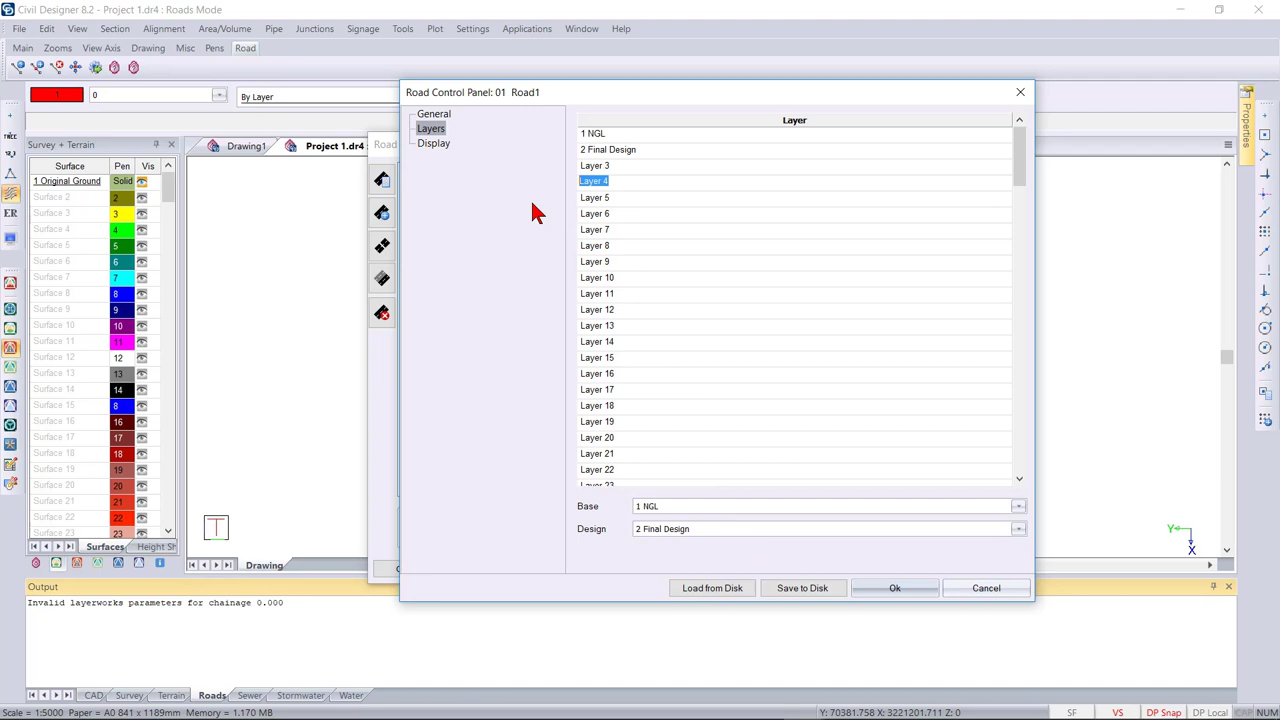 Civil Designer 8.2 - Project 1.dr4 : Roads Mode
File Edit View Section Alignment Area/Volume Pipe Junctions Signage Tools Plot Settings Applications Window Help
Main Zooms View Axis Drawing Misc Pens Road
1 0 By Layer
Survey + Terrain
Surface Pen Vis
1 Original Ground Solid
Surface 2 2
Surface 3 3
Surface 4 4
Surface 5 5
Surface 6 6
Surface 7 7
Surface 8 8
Surface 9 9
Surface 10 10
Surface 11 11
Surface 12 12
Surface 13 13
Surface 14 14
Surface 15 8
Surface 16 16
Surface 17 17
Surface 18 18
Surface 19 19
Surface 20 20
Surface 21 21
Surface 22 22
Surface 23 23
Surfaces Height Sh
Drawing1 Project 1.dr4
Road
Road Control Panel: 01 Road1
General
Layers
Display
Layer
1 NGL
2 Final Design
Layer 3
Layer 4
Layer 5
Layer 6
Layer 7
Layer 8
Layer 9
Layer 10
Layer 11
Layer 12
Layer 13
Layer 14
Layer 15
Layer 16
Layer 17
Layer 18
Layer 19
Layer 20
Layer 21
Layer 22
Layer 23
Base 1 NGL
Design 2 Final Design
Load from Disk Save to Disk Ok Cancel
Properties
ER
Y
X
Drawing
Output
Invalid layerworks parameters for chainage 0.000
CAD Survey Terrain Roads Sewer Stormwater Water
Scale = 1:5000 Paper = A0 841 x 1189mm Memory = 1.170 MB
Y: 70381.758 X: 3221201.711 Z: 0 SF VS DP Snap DP Local CAP NUM